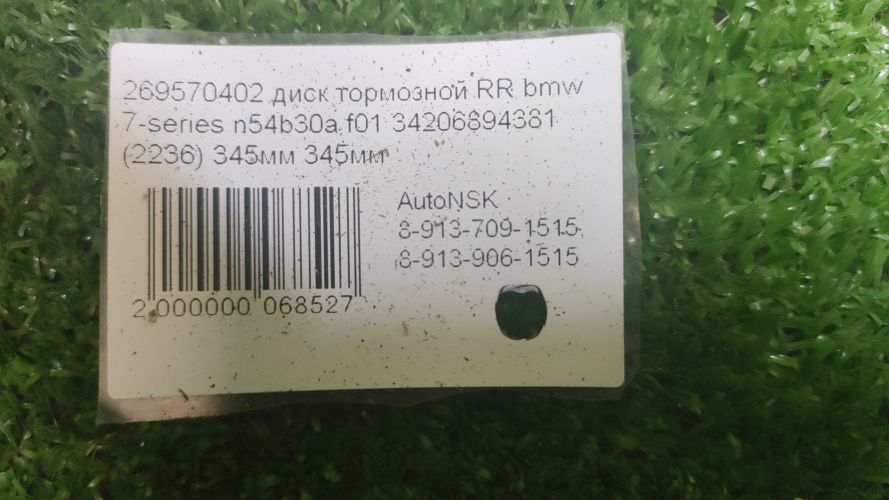 269570402 диск тормозной RR bmw
7-series n54b30a f01 34206894381
(2236) 345мм 345мм
AutoNSK
8-913-709-1515
8-913-906-1515
2 000000 068527